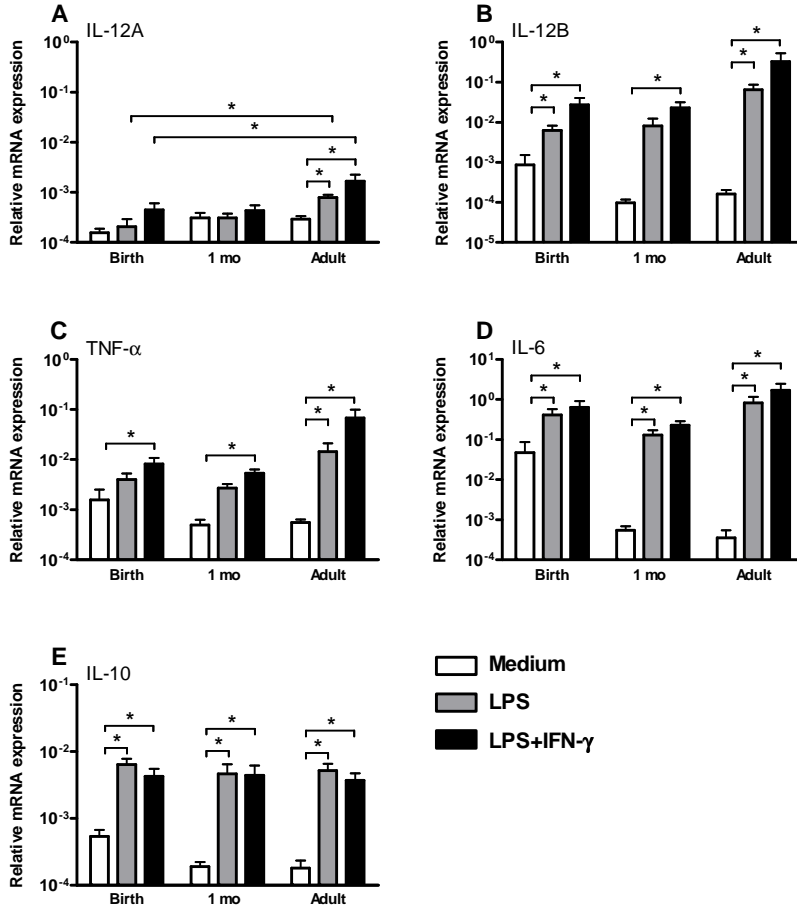 A
IL-12A
Relative mRNA expression
10⁰
10⁻¹
10⁻²
10⁻³
10⁻⁴
*
*
*
*
Birth
1 mo
Adult
B
IL-12B
Relative mRNA expression
10⁰
10⁻¹
10⁻²
10⁻³
10⁻⁴
10⁻⁵
*
*
*
*
*
Birth
1 mo
Adult
C
TNF-α
Relative mRNA expression
10⁰
10⁻¹
10⁻²
10⁻³
10⁻⁴
*
*
*
*
Birth
1 mo
Adult
D
IL-6
Relative mRNA expression
10¹
10⁰
10⁻¹
10⁻²
10⁻³
10⁻⁴
*
*
*
*
*
*
Birth
1 mo
Adult
E
IL-10
Relative mRNA expression
10⁻¹
10⁻²
10⁻³
10⁻⁴
*
*
*
*
*
*
Birth
1 mo
Adult
Medium
LPS
LPS+IFN-γ